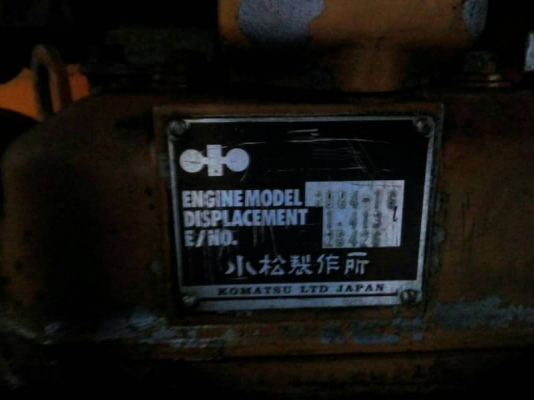 ENGINE MODEL
DISPLACEMENT
E/NO.
小松製作所
KOMATSU LTD JAPAN